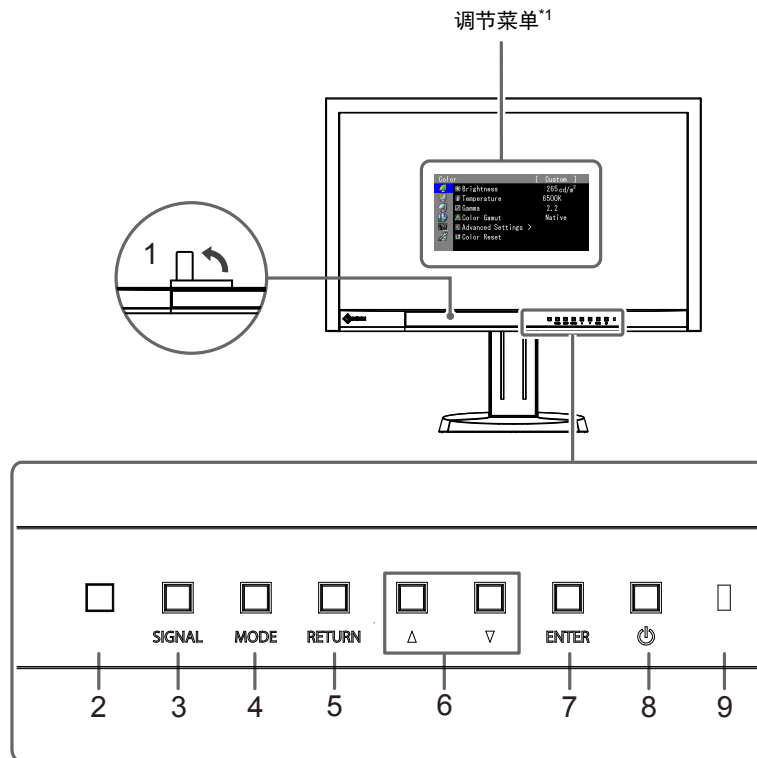 调节菜单*1
Color [ Custom ]
Brightness 265cd/m²
Temperature 6500K
Gamma 2.2
Color Gamut Native
Advanced Settings >
Color Reset
1
SIGNAL MODE RETURN △ ▽ ENTER
2 3 4 5 6 7 8 9